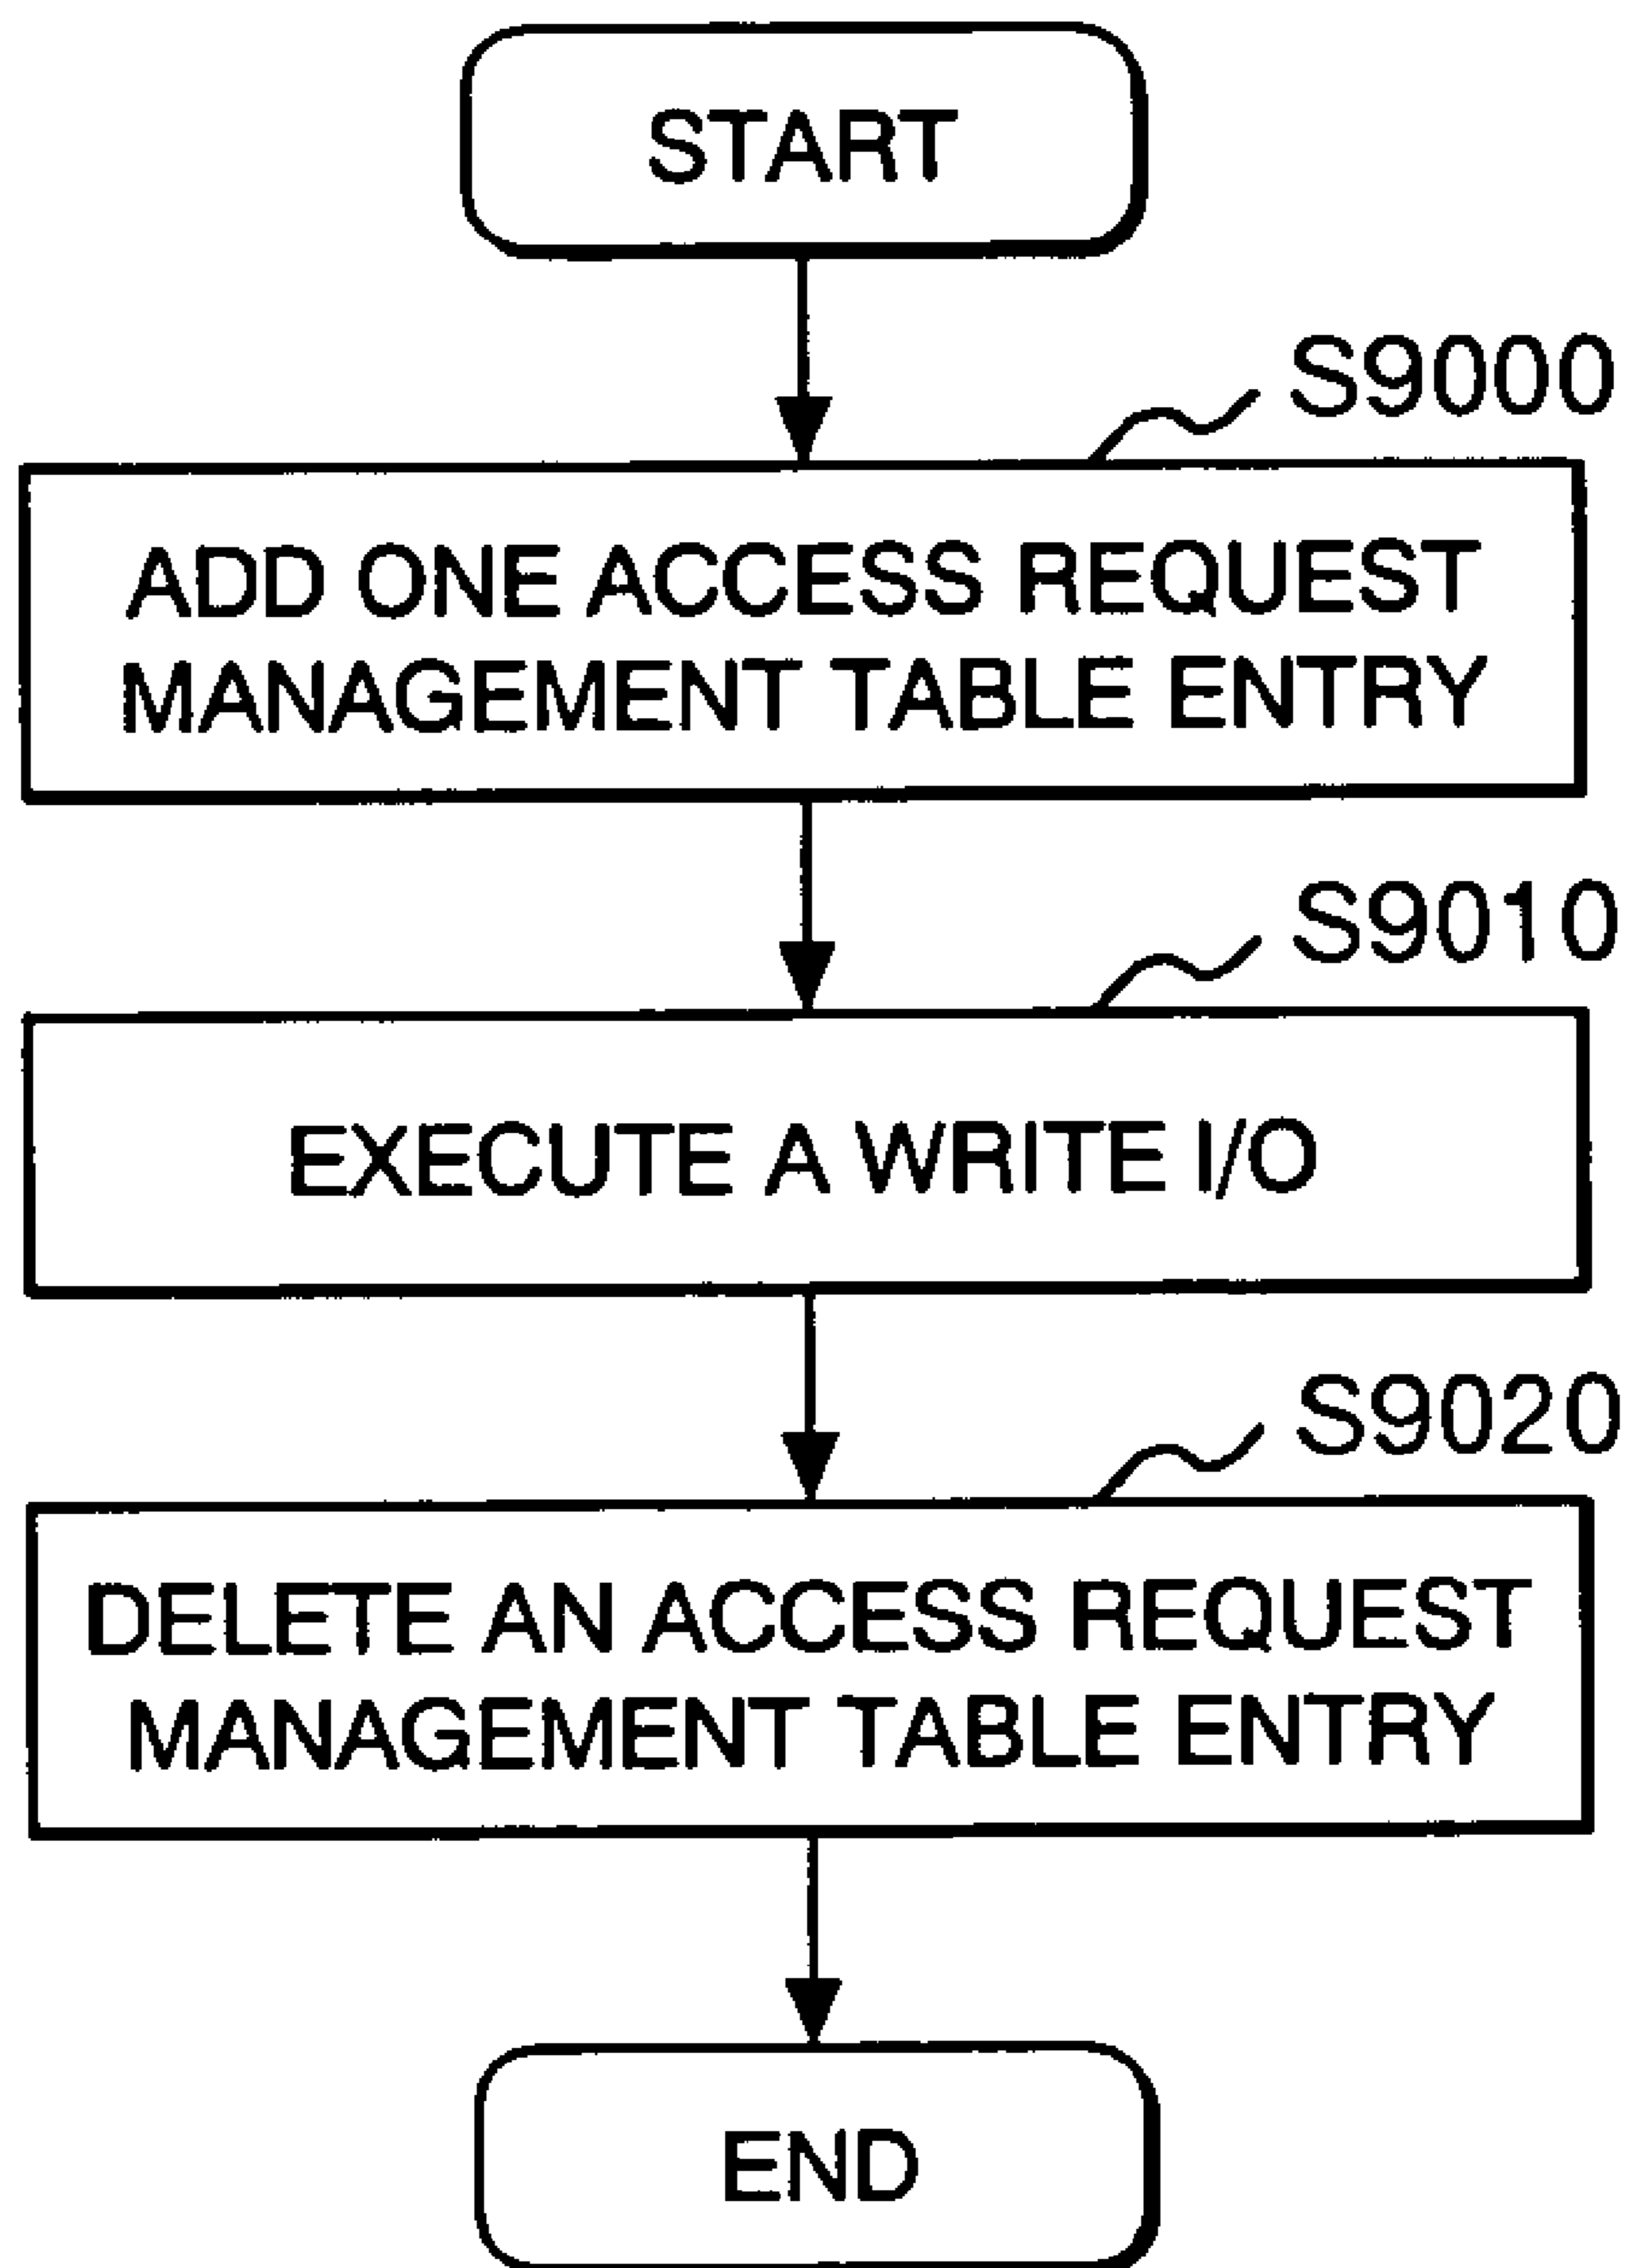 START
S9000
ADD ONE ACCESS REQUEST
MANAGEMENT TABLE ENTRY
S9010
EXECUTE A WRITE I/O
S9020
DELETE AN ACCESS REQUEST
MANAGEMENT TABLE ENTRY
END